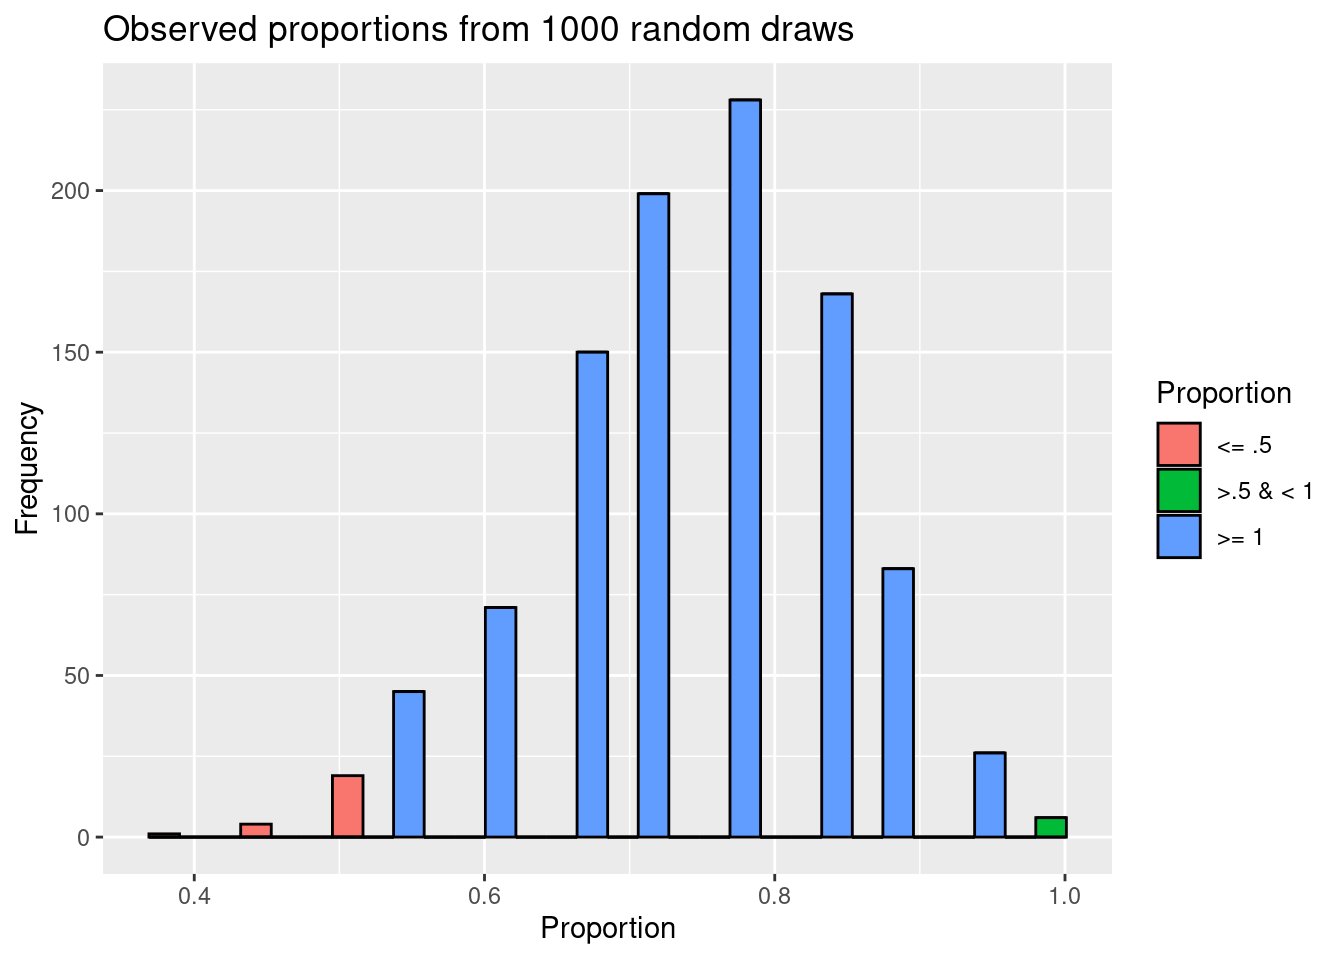 Observed proportions from 1000 random draws
200
150
100
50
0
Frequency
0.4 0.6 0.8 1.0
Proportion
Proportion
<= .5
>.5 & < 1
>= 1